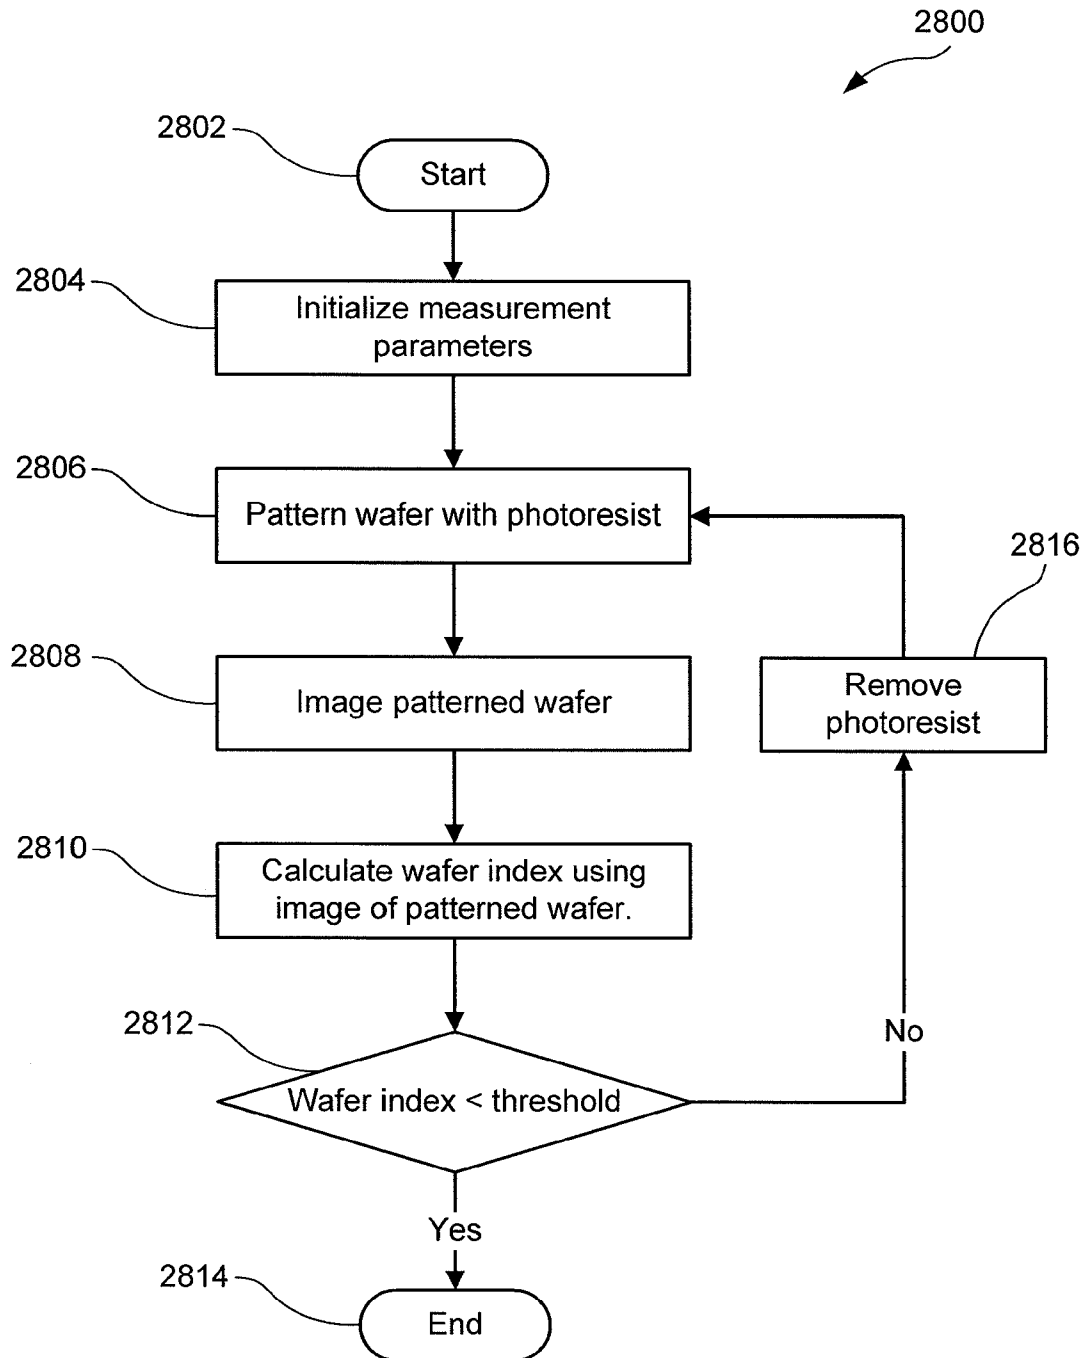 2800
2802
Start
2804
Initialize measurement
parameters
2806
Pattern wafer with photoresist
2816
2808
Image patterned wafer
Remove
photoresist
2810
Calculate wafer index using
image of patterned wafer.
2812
No
Wafer index < threshold
Yes
2814
End